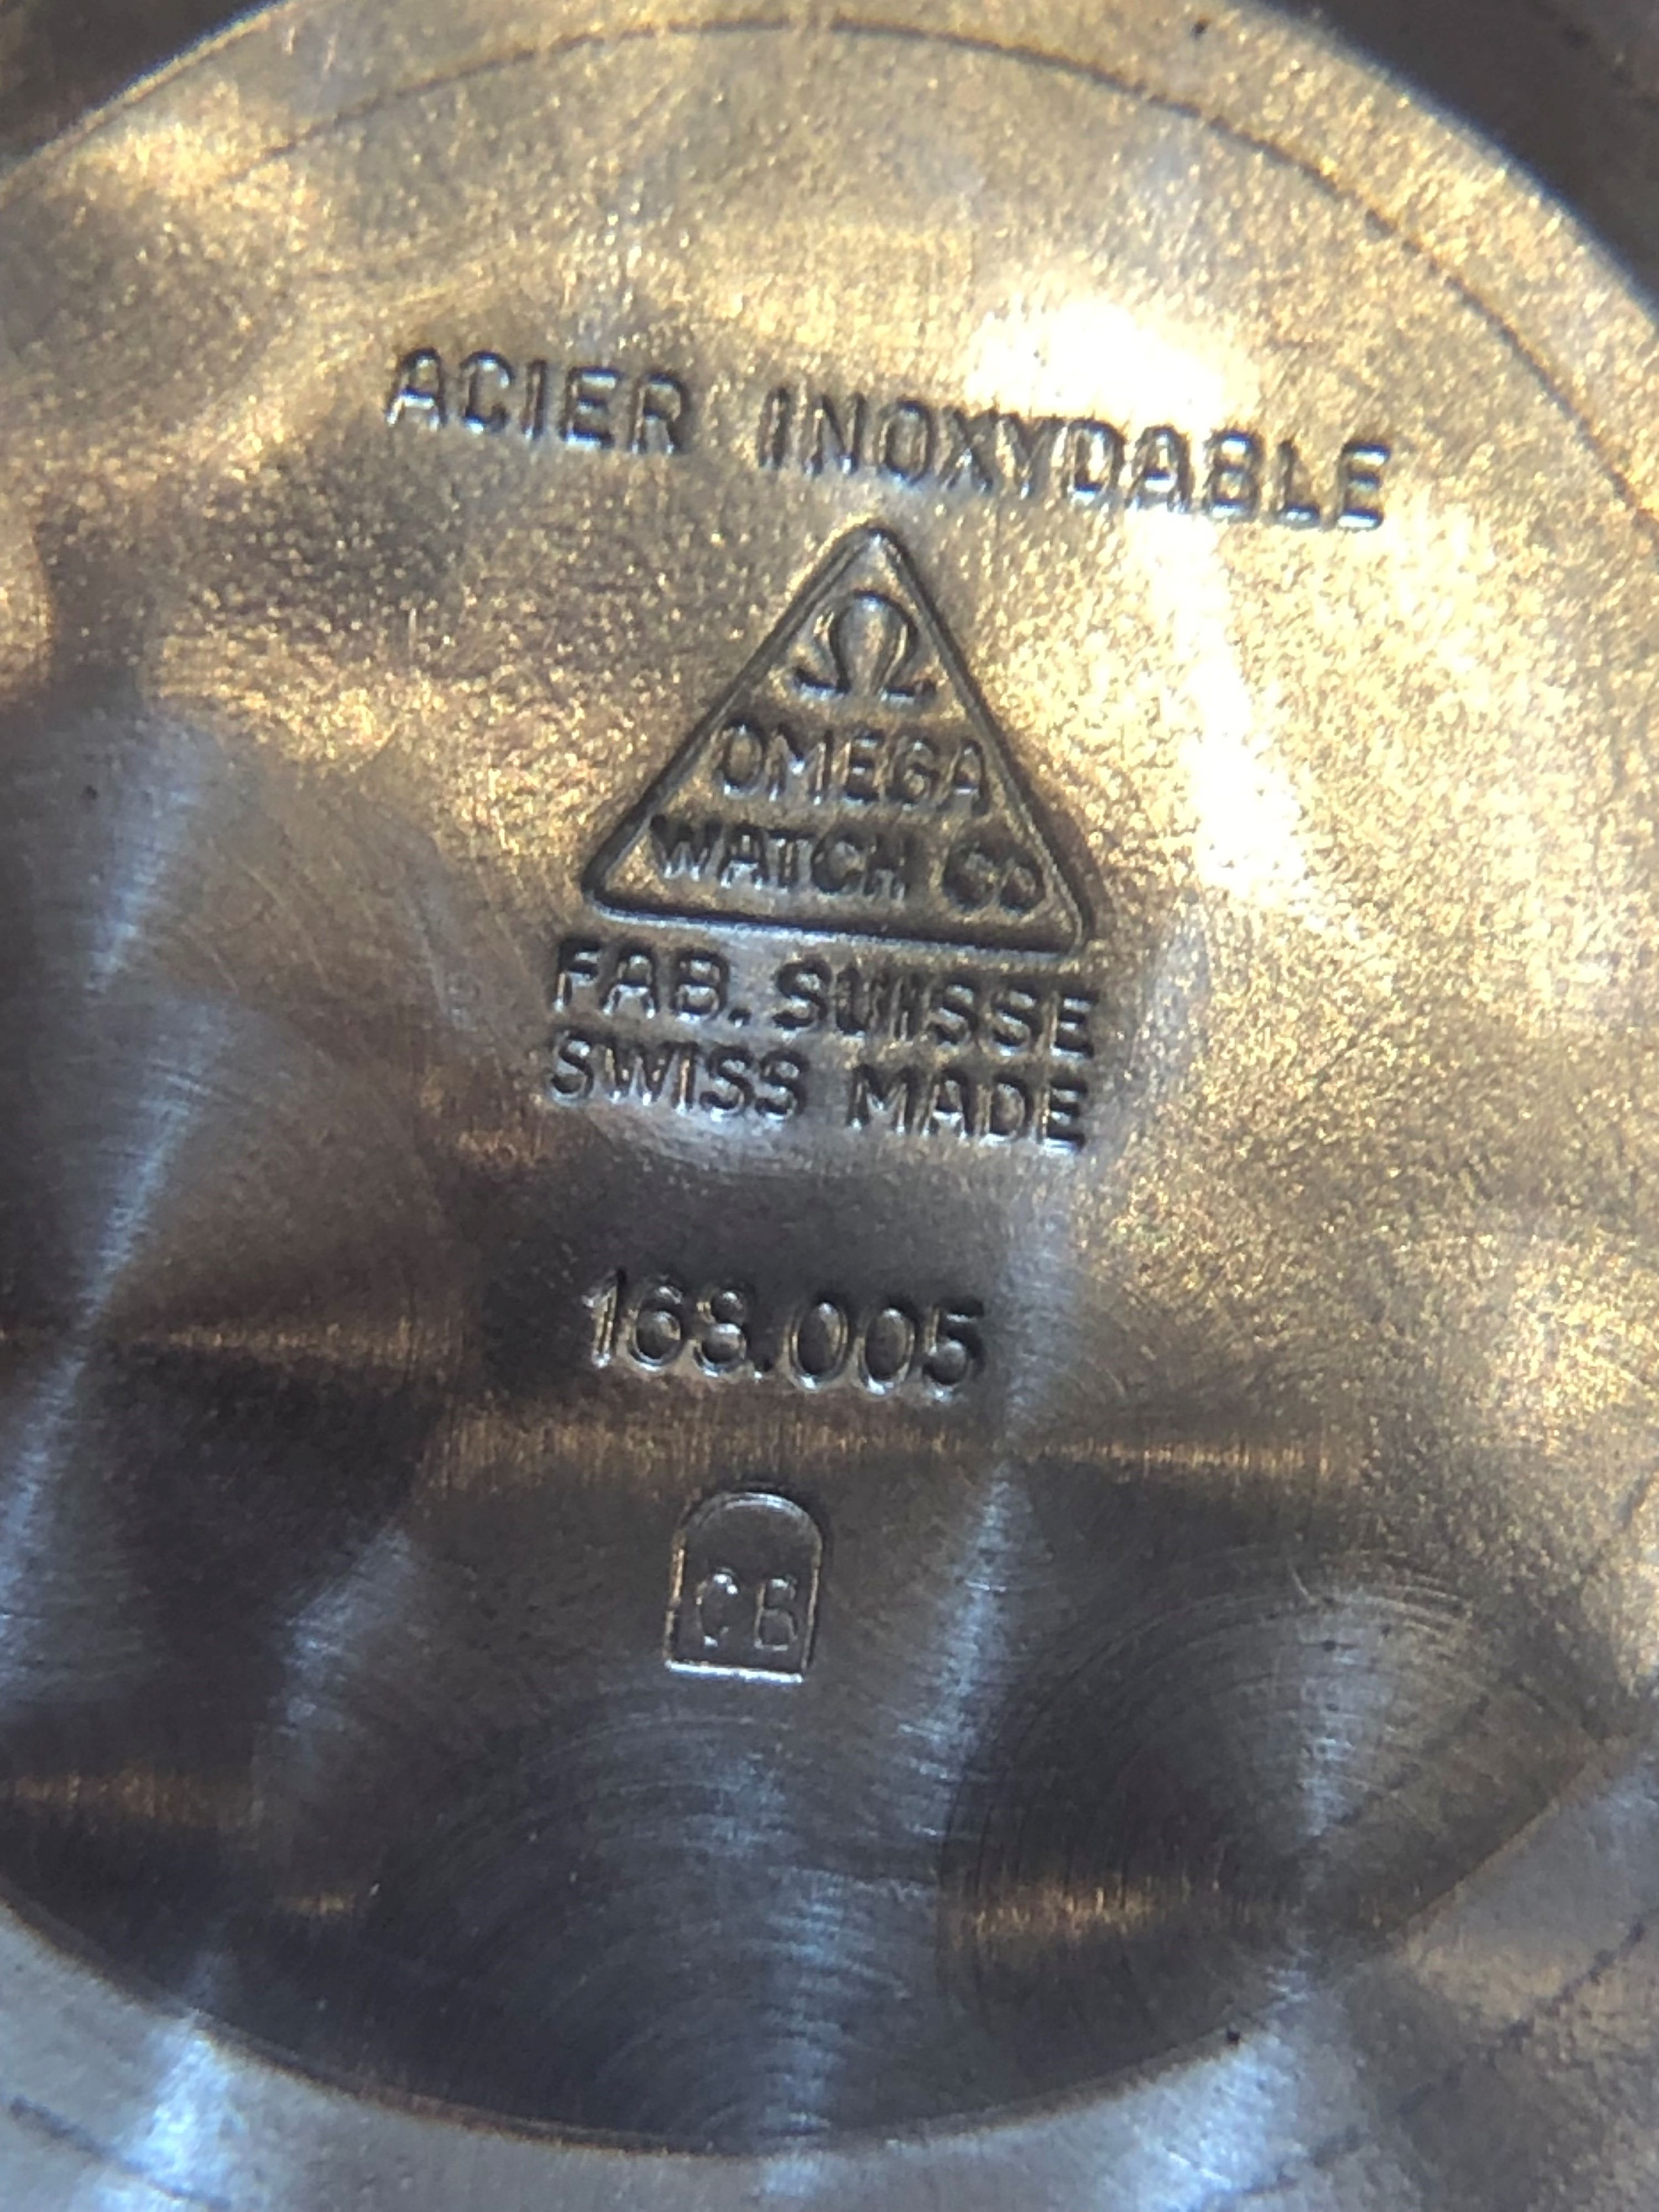 ACIER INOXYDABLE
Ω
OMEGA
WATCH CO
FAB. SUISSE
SWISS MADE
168.005
CB